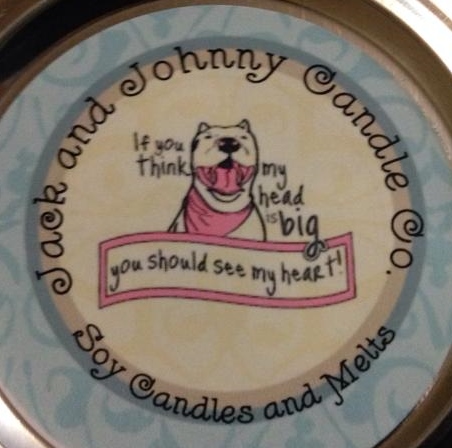 Jack and Johnny Candle Co.
If you
think my
head
is big
you should see my heart!
Soy Candles and Melts